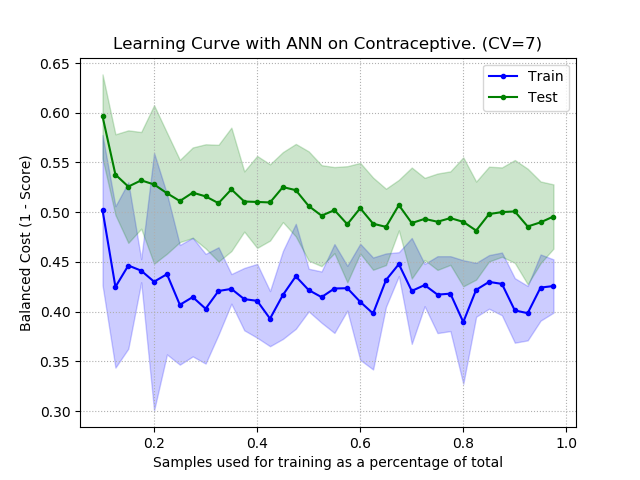 Learning Curve with ANN on Contraceptive. (CV=7)
Train
Test
Balanced Cost (1 - Score)
0.65
0.60
0.55
0.50
0.45
0.40
0.35
0.30
0.2 0.4 0.6 0.8 1.0
Samples used for training as a percentage of total